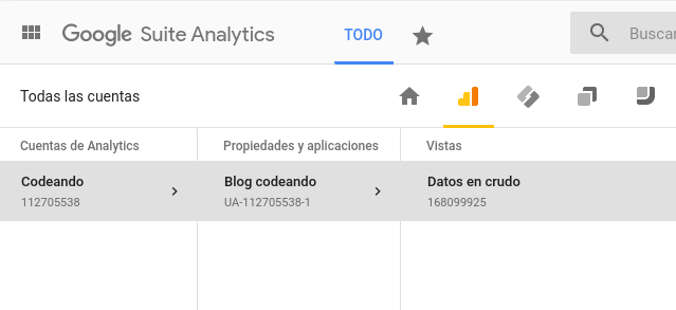 Google Suite Analytics
TODO
Buscar
Todas las cuentas
Cuentas de Analytics
Propiedades y aplicaciones
Vistas
Codeando
Blog codeando
Datos en crudo
112705538
UA-112705538-1
168099925